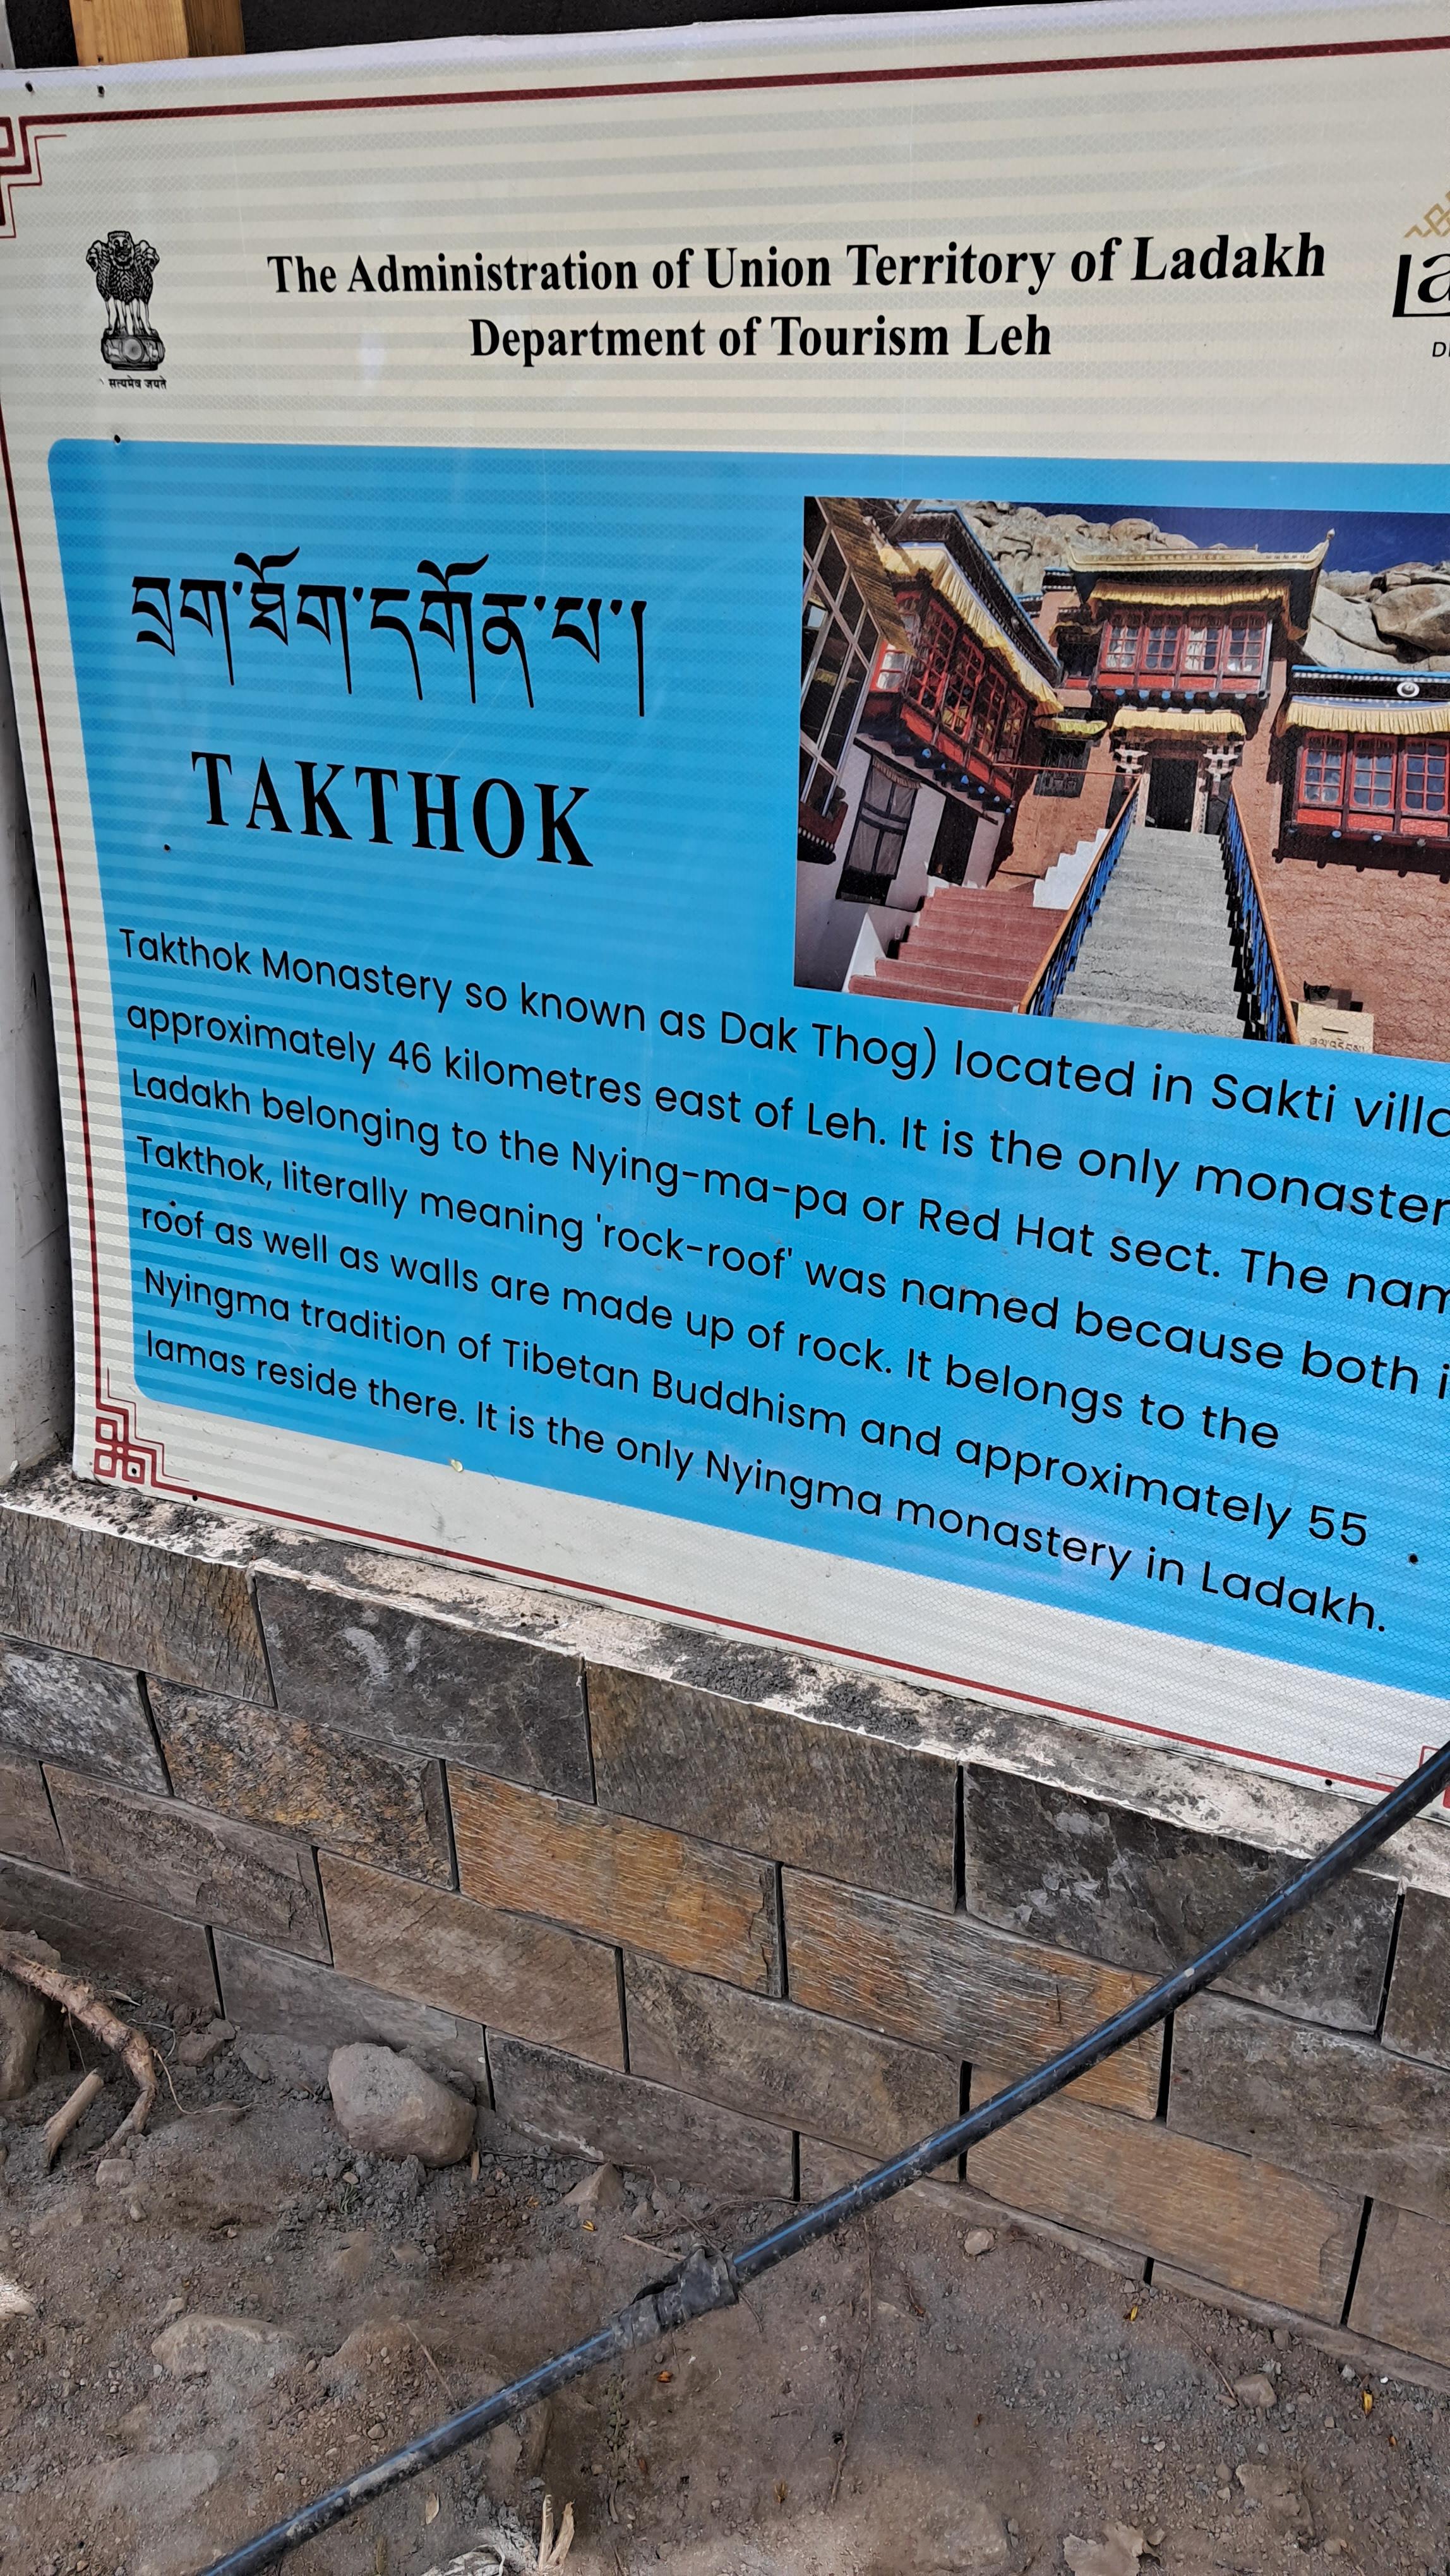 The Administration of Union Territory of Ladakh
Department of Tourism Leh
सत्यमेव जयते
བྲག་ཐོག་དགོན་པ་།
TAKTHOK
Takthok Monastery so known as Dak Thog) located in Sakti
approximately 46 kilometres east of Leh. It is the only
Ladakh belonging to the Nying-ma-pa or Red Hat sect. The
Takthok, literally meaning 'rock-roof' was named because both
roof as well as walls are made up of rock. It belongs to the
Nyingma tradition of Tibetan Buddhism and approximately 55
lamas reside there. It is the only Nyingma monastery in Ladakh.